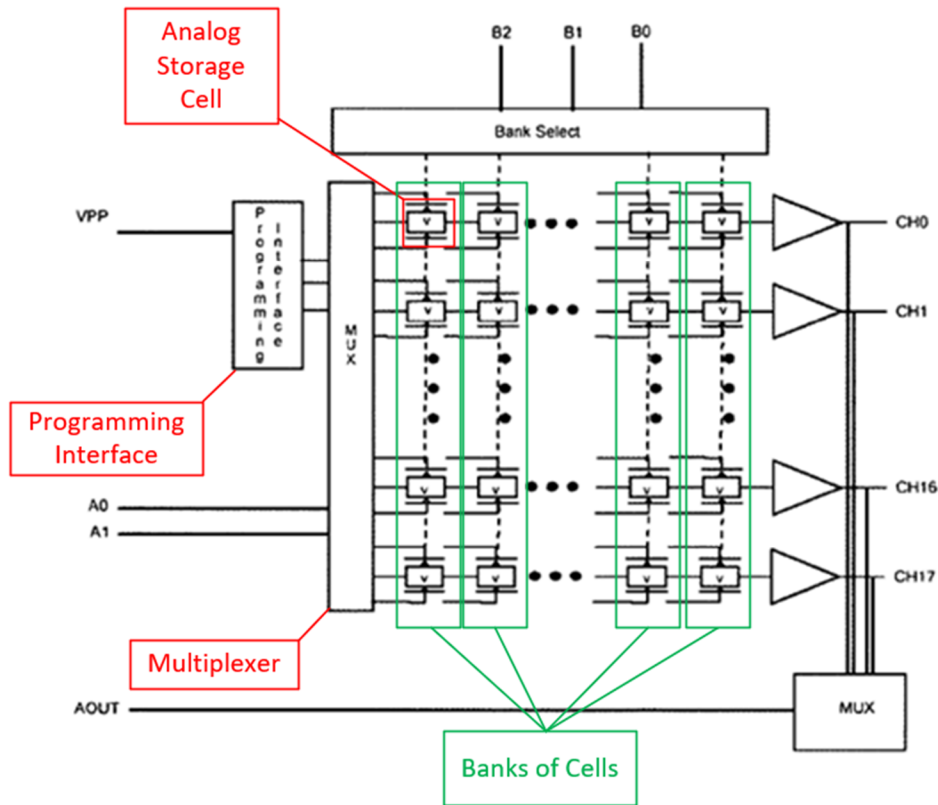 Analog
Storage
Cell
B2
B1
B0
Bank Select
VPP
Programming
Interface
MUX
V
V
V
V
CH0
V
V
V
V
CH1
Programming
Interface
V
V
V
V
CH16
A0
A1
V
V
V
V
CH17
Multiplexer
AOUT
MUX
Banks of Cells